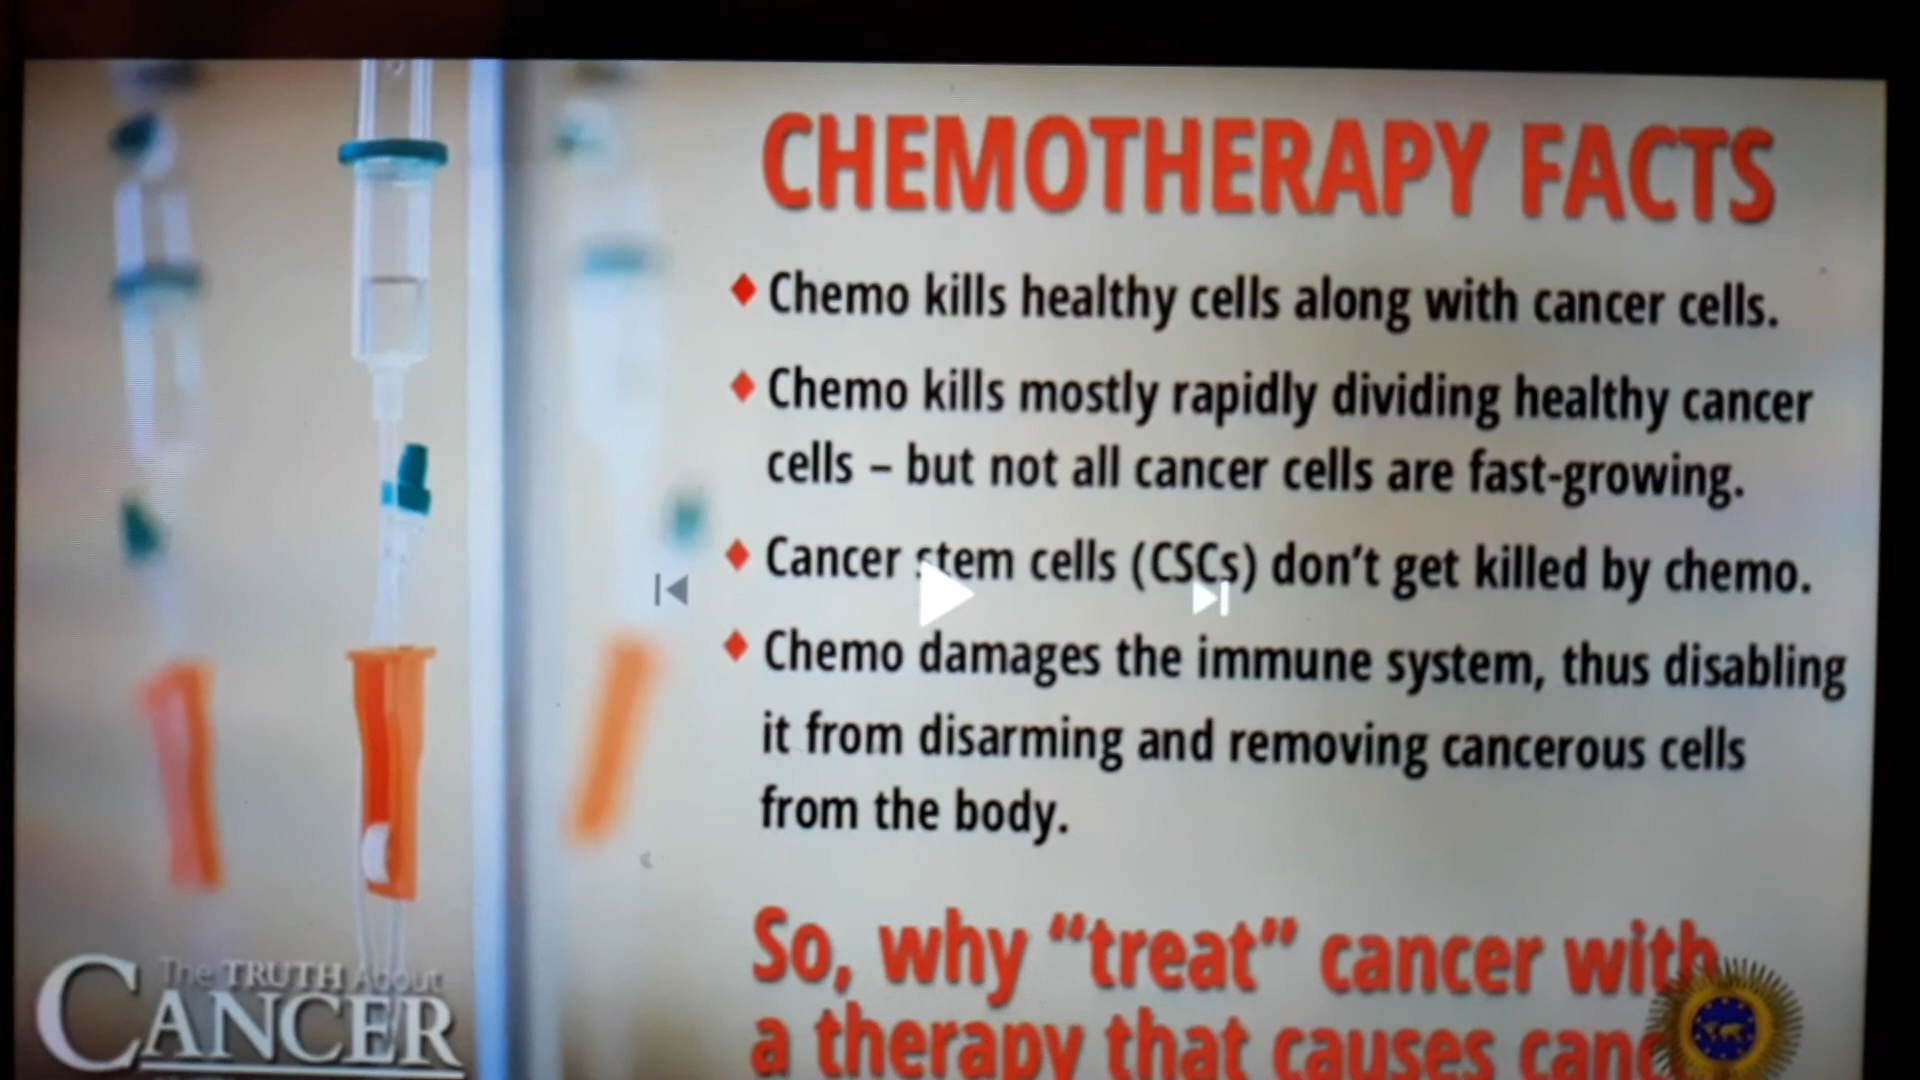 CHEMOTHERAPY FACTS
Chemo kills healthy cells along with cancer cells.
Chemo kills mostly rapidly dividing healthy cancer
cells – but not all cancer cells are fast-growing.
Cancer stem cells (CSCs) don't get killed by chemo.
Chemo damages the immune system, thus disabling
it from disarming and removing cancerous cells
from the body.
So, why “treat” cancer with
a therapy that causes
The TRUTH About
CANCER